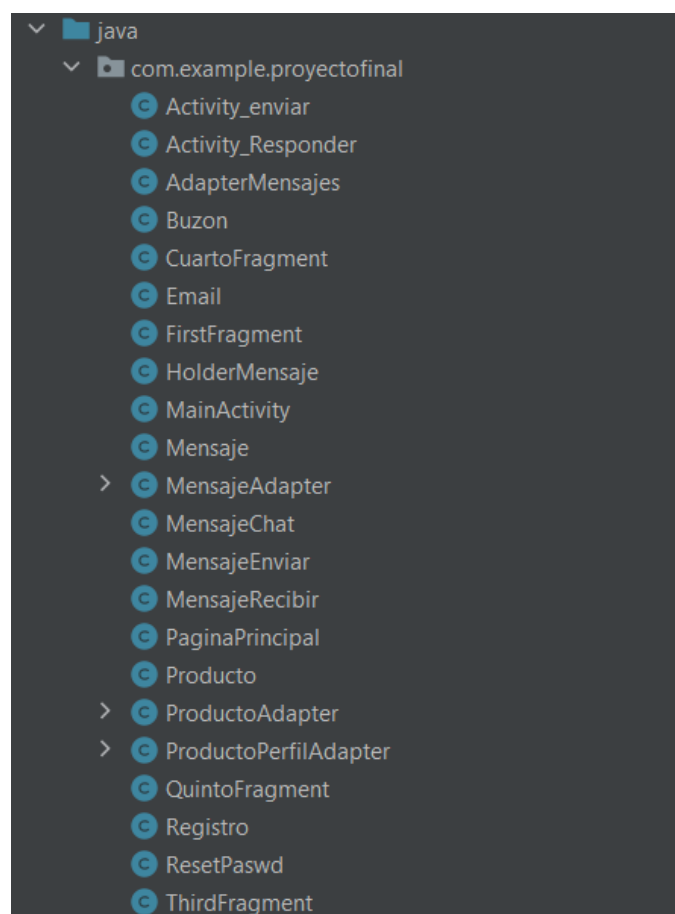 java
com.example.proyectofinal
C Activity_enviar
C Activity_Responder
C AdapterMensajes
C Buzon
C CuartoFragment
C Email
C FirstFragment
C HolderMensaje
C MainActivity
C Mensaje
C MensajeAdapter
C MensajeChat
C MensajeEnviar
C MensajeRecibir
C PaginaPrincipal
C Producto
C ProductoAdapter
C ProductoPerfilAdapter
C QuintoFragment
C Registro
C ResetPaswd
C ThirdFragment